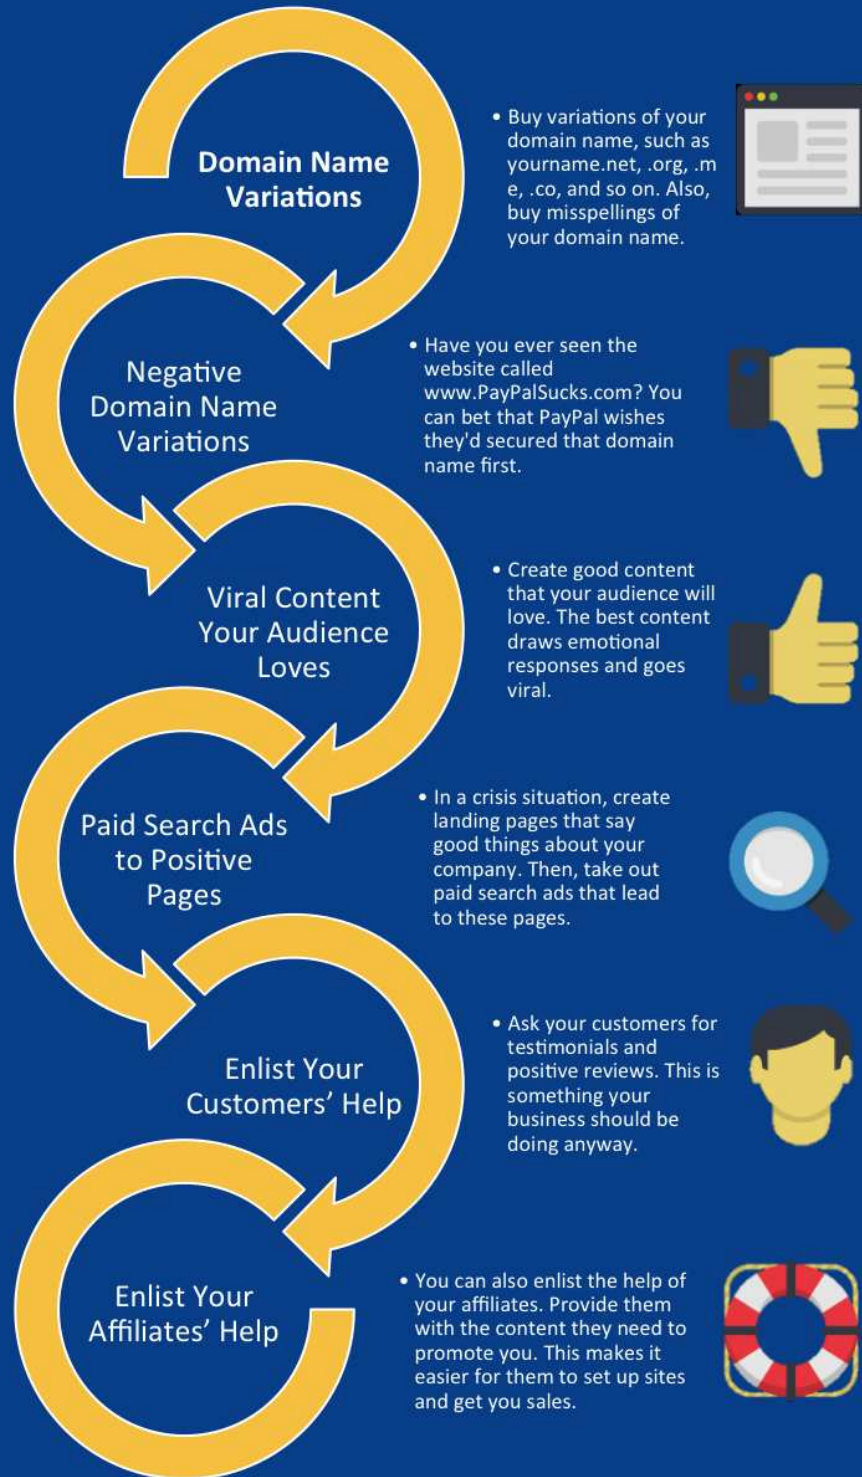 Domain Name
Variations
• Buy variations of your
domain name, such as
yourname.net, .org, .m
e, .co, and so on. Also,
buy misspellings of
your domain name.
Negative
Domain Name
Variations
• Have you ever seen the
website called
www.PayPalSucks.com? You
can bet that PayPal wishes
they'd secured that domain
name first.
Viral Content
Your Audience
Loves
• Create good content
that your audience will
love. The best content
draws emotional
responses and goes
viral.
Paid Search Ads
to Positive
Pages
• In a crisis situation, create
landing pages that say
good things about your
company. Then, take out
paid search ads that lead
to these pages.
Enlist Your
Customers’ Help
• Ask your customers for
testimonials and
positive reviews. This is
something your
business should be
doing anyway.
Enlist Your
Affiliates’ Help
• You can also enlist the help of
your affiliates. Provide them
with the content they need to
promote you. This makes it
easier for them to set up sites
and get you sales.